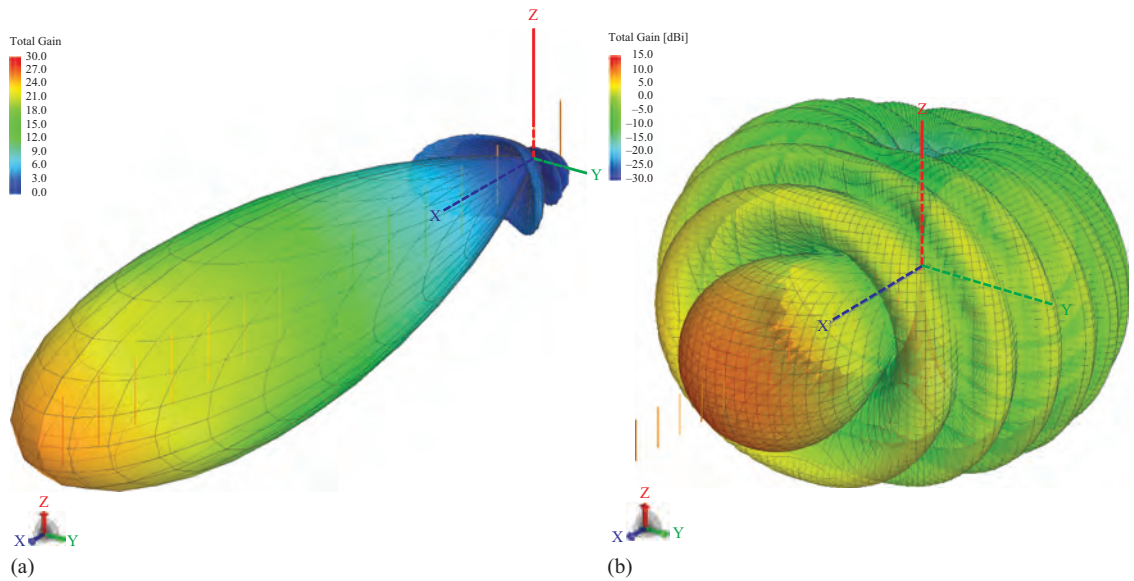 Total Gain
30.0
27.0
24.0
21.0
18.0
15.0
12.0
9.0
6.0
3.0
0.0
Z
Y
X
Z
X
Y
(a)
Total Gain [dBi]
15.0
10.0
5.0
0.0
−5.0
−10.0
−15.0
−20.0
−25.0
−30.0
Z
Y
X
Z
X
Y
(b)